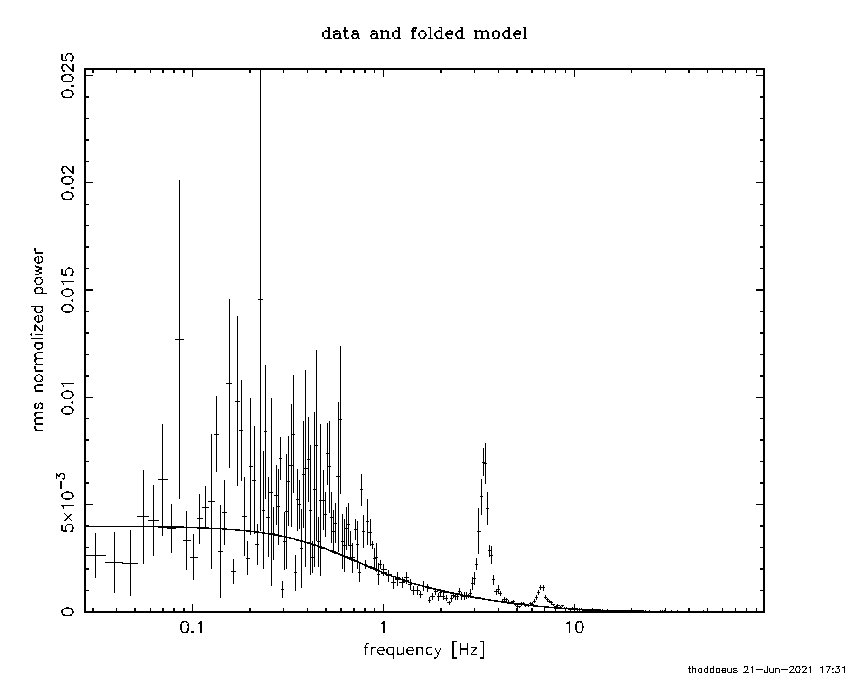 data and folded model
rms normalized power
0.025
0.02
0.015
0.01
5×10⁻³
0
0.1
1
10
frequency [Hz]
thaddaeus 21-Jun-2021 17:31